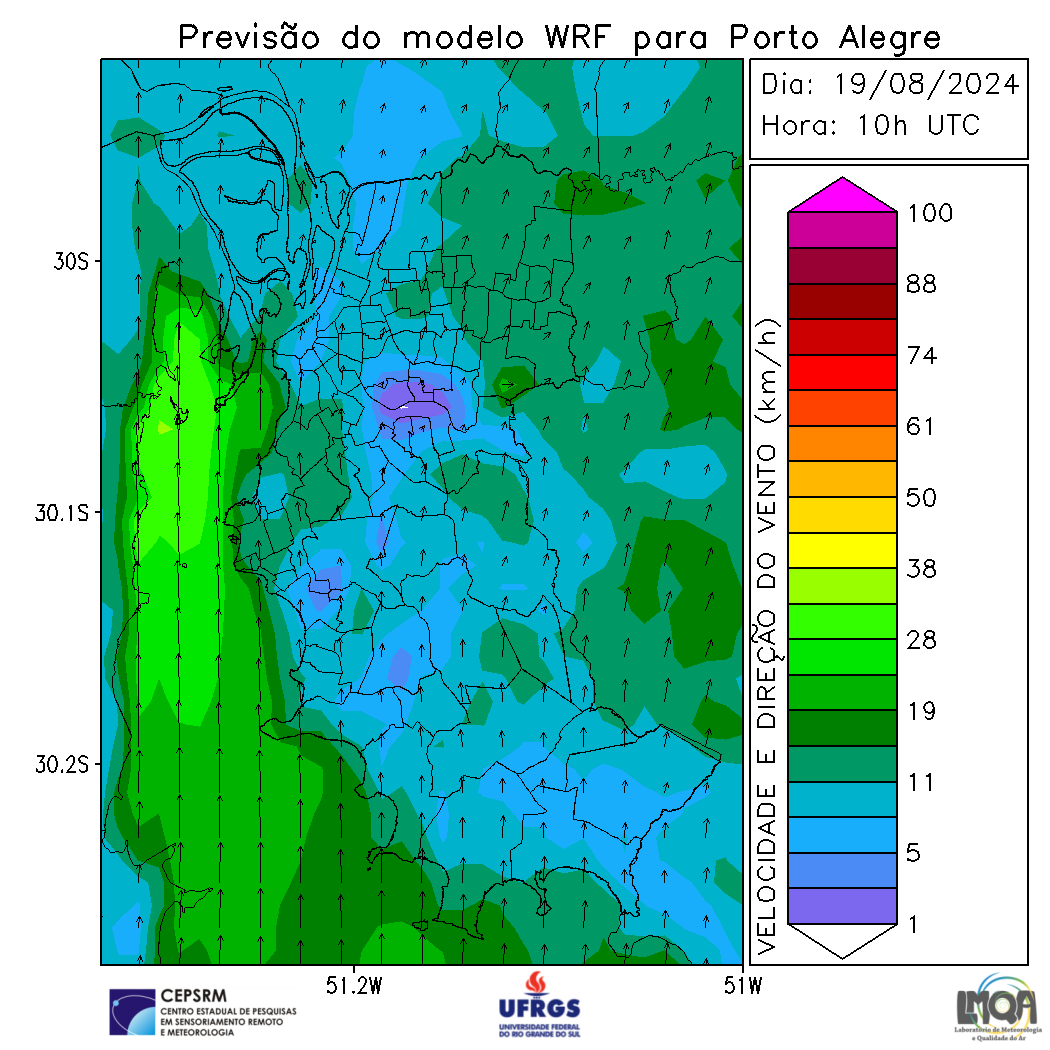 Previsão do modelo WRF para Porto Alegre
Dia: 19/08/2024
Hora: 10h UTC
30S
30.1S
30.2S
51.2W
51W
VELOCIDADE E DIREÇÃO DO VENTO (km/h)
100
88
74
61
50
38
28
19
11
5
1
CEPSRM
CENTRO ESTADUAL DE PESQUISAS
EM SENSORIAMENTO REMOTO
E METEOROLOGIA
UFRGS
UNIVERSIDADE FEDERAL
DO RIO GRANDE DO SUL
LMQA
Laboratório de Meteorologia
e Qualidade do Ar